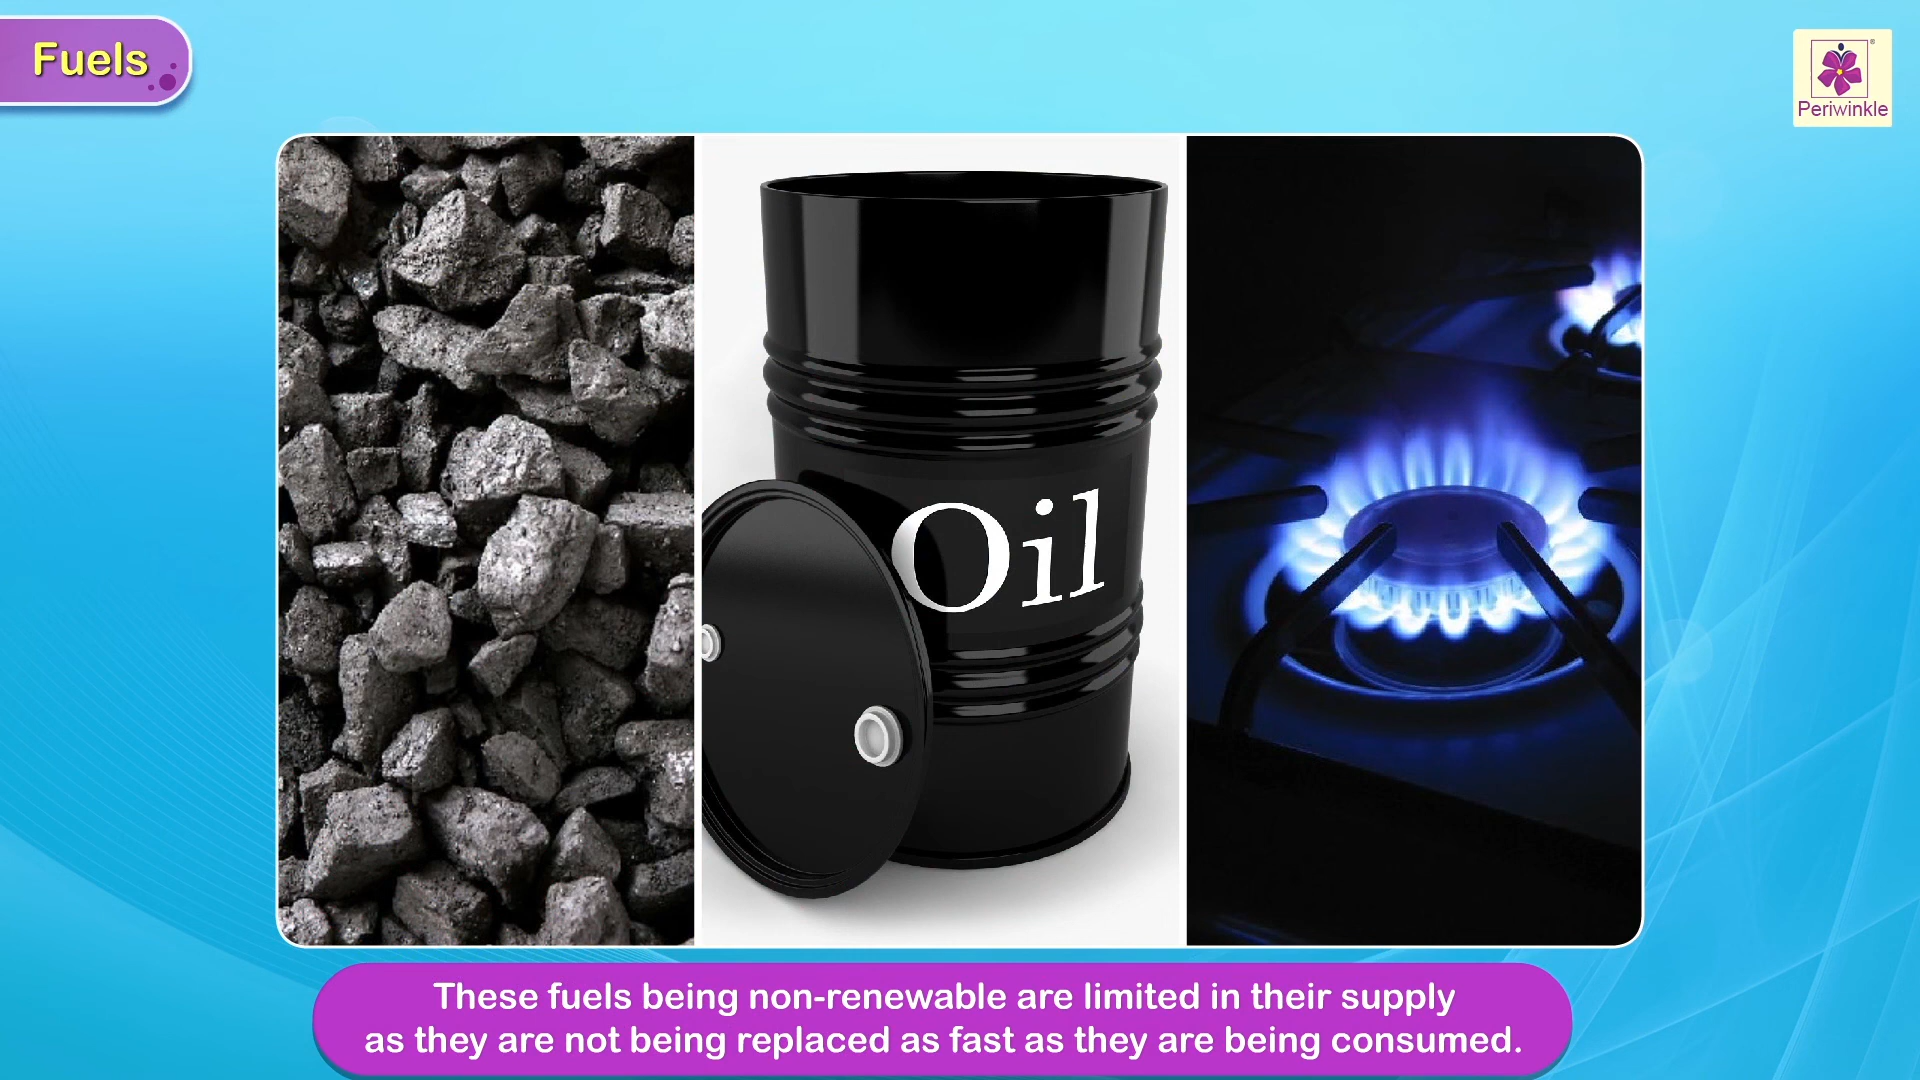 Fuels
Periwinkle
Oil
These fuels being non-renewable are limited in their supply
as they are not being replaced as fast as they are being consumed.